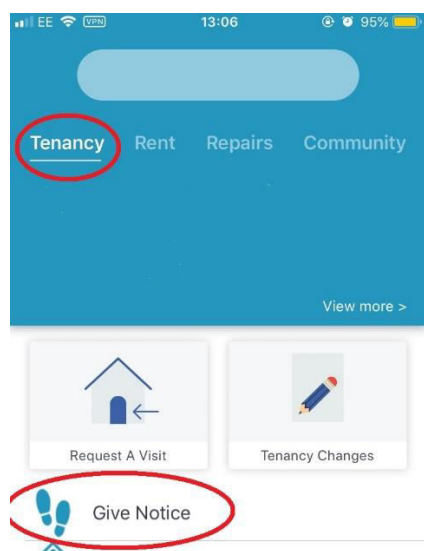 EE VPN 13:06 95%
Tenancy Rent Repairs Community
View more >
Request A Visit Tenancy Changes
Give Notice